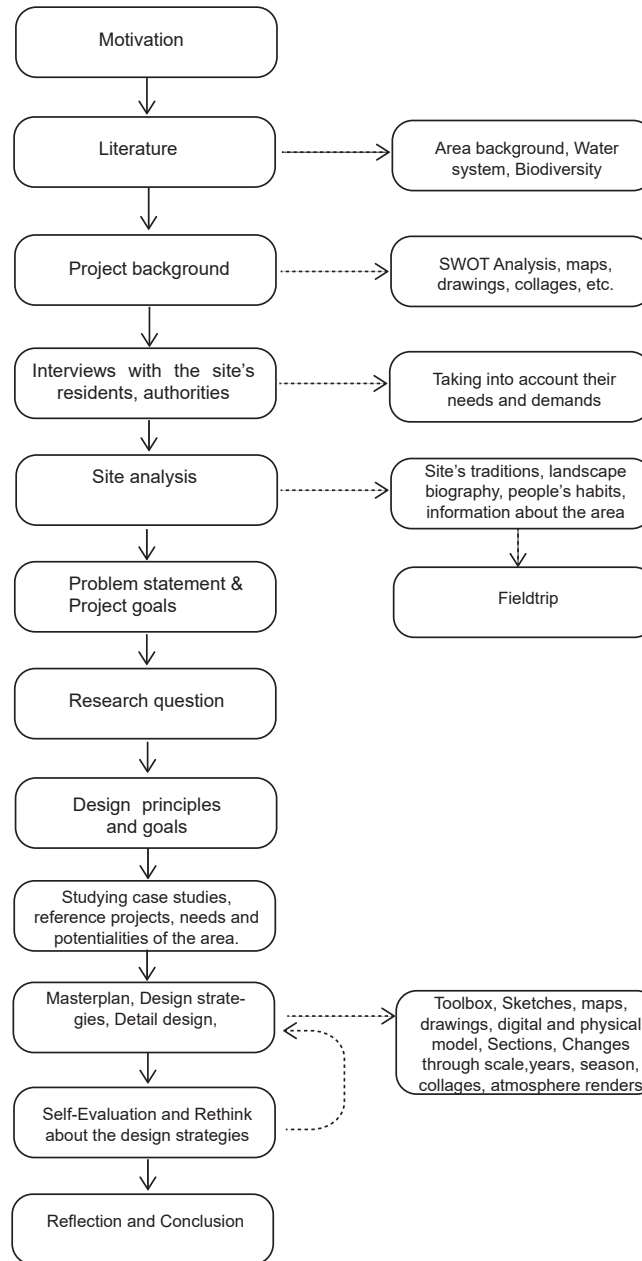 Motivation
Literature
Area background, Water
system, Biodiversity
Project background
SWOT Analysis, maps,
drawings, collages, etc.
Interviews with the site's
residents, authorities
Taking into account their
needs and demands
Site analysis
Site's traditions, landscape
biography, people's habits,
information about the area
Problem statement &
Project goals
Fieldtrip
Research question
Design principles
and goals
Studying case studies,
reference projects, needs and
potentialities of the area.
Masterplan, Design strate-
gies, Detail design,
Toolbox, Sketches, maps,
drawings, digital and physical
model, Sections, Changes
through scale,years, season,
collages, atmosphere renders
Self-Evaluation and Rethink
about the design strategies
Reflection and Conclusion